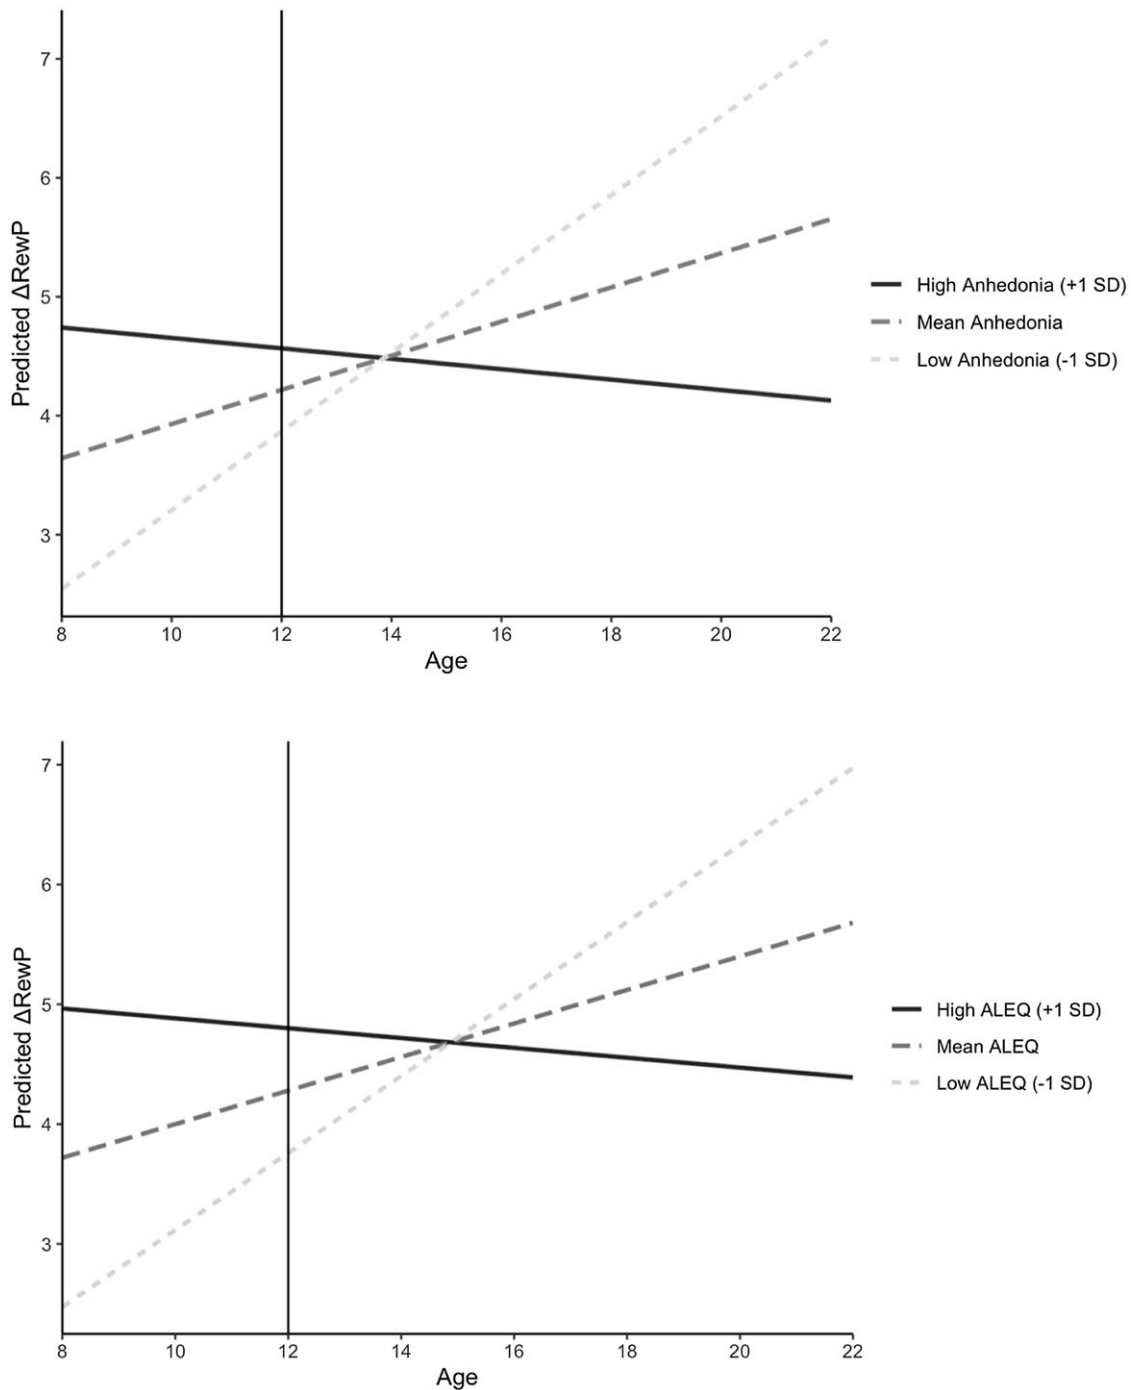 7
6
5
4
3
Predicted ΔRewP
8 10 12 14 16 18 20 22
Age
High Anhedonia (+1 SD)
Mean Anhedonia
Low Anhedonia (-1 SD)
7
6
5
4
3
Predicted ΔRewP
8 10 12 14 16 18 20 22
Age
High ALEQ (+1 SD)
Mean ALEQ
Low ALEQ (-1 SD)